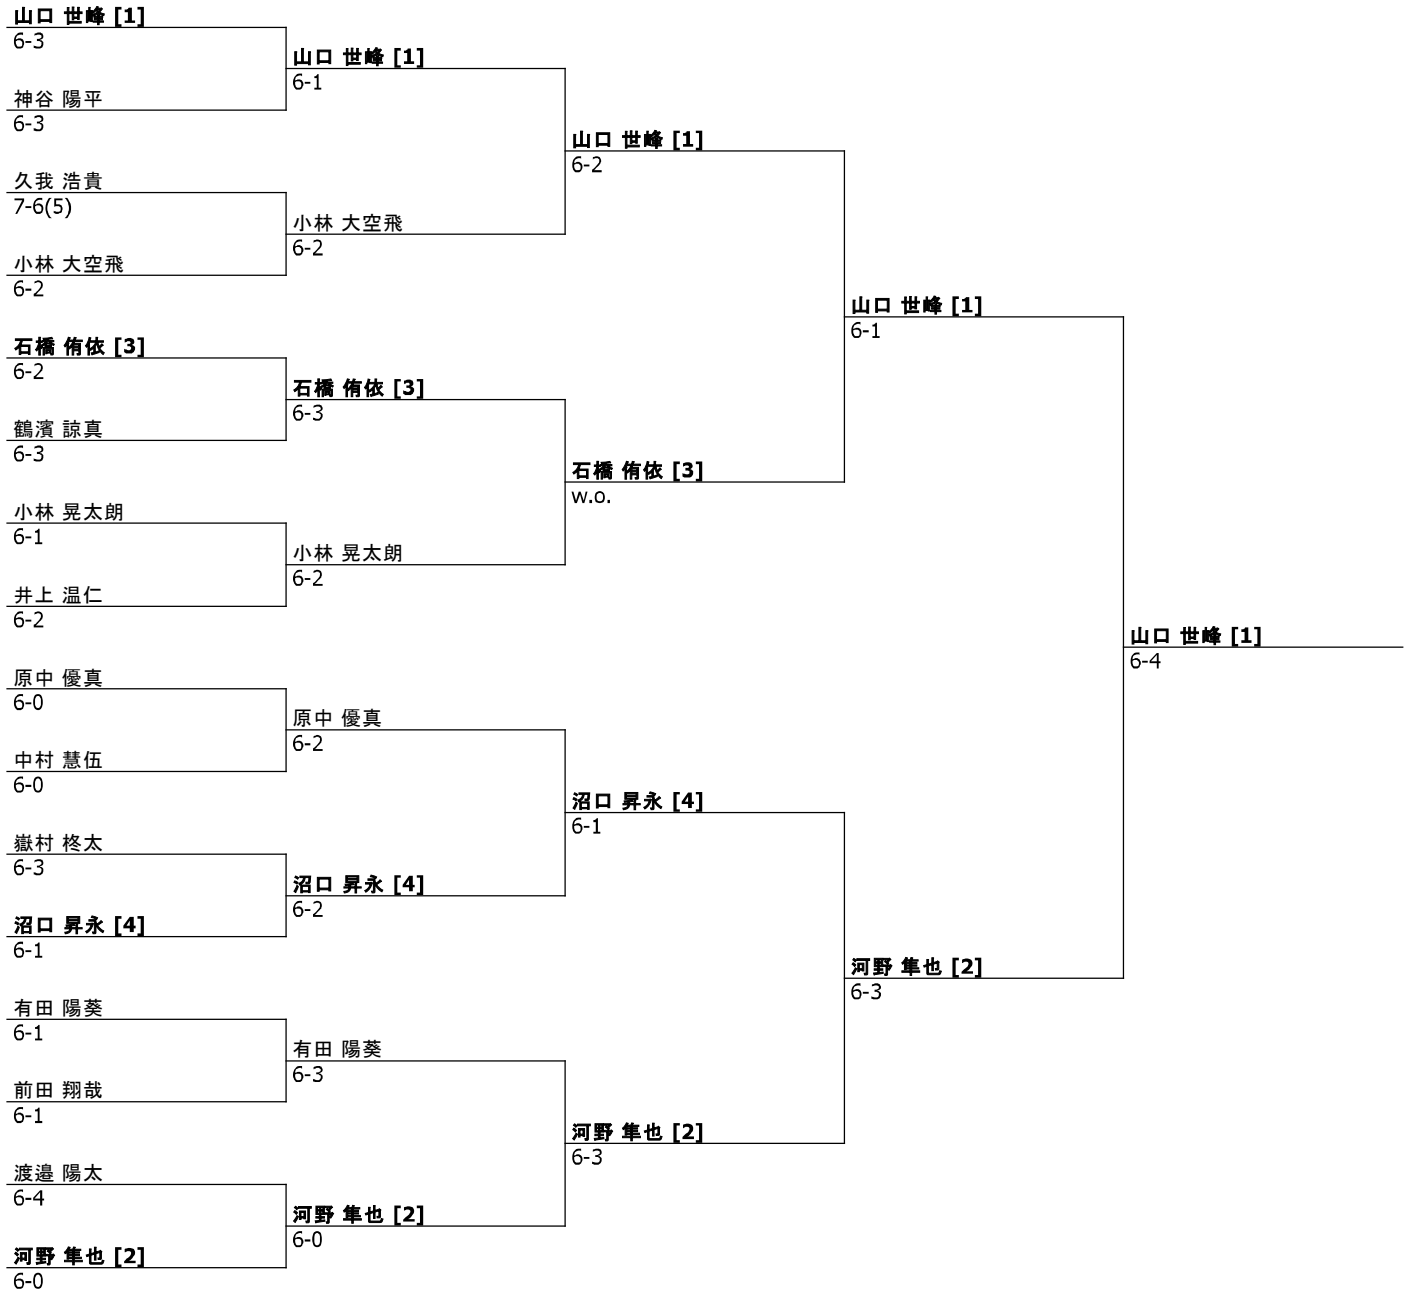 山口 世峰 [1]
6-3
神谷 陽平
6-3
久我 浩貴
7-6(5)
小林 大空飛
6-2
石橋 侑依 [3]
6-2
鶴濱 諒真
6-3
小林 晃太朗
6-1
井上 温仁
6-2
原中 優真
6-0
中村 慧伍
6-0
嶽村 柊太
6-3
沼口 昇永 [4]
6-1
有田 陽葵
6-1
前田 翔哉
6-1
渡邉 陽太
6-4
河野 隼也 [2]
6-0
山口 世峰 [1]
6-1
小林 大空飛
6-2
石橋 侑依 [3]
6-3
小林 晃太朗
6-2
原中 優真
6-2
沼口 昇永 [4]
6-2
有田 陽葵
6-3
河野 隼也 [2]
6-0
山口 世峰 [1]
6-2
石橋 侑依 [3]
w.o.
沼口 昇永 [4]
6-1
河野 隼也 [2]
6-3
山口 世峰 [1]
6-1
河野 隼也 [2]
6-3
山口 世峰 [1]
6-4